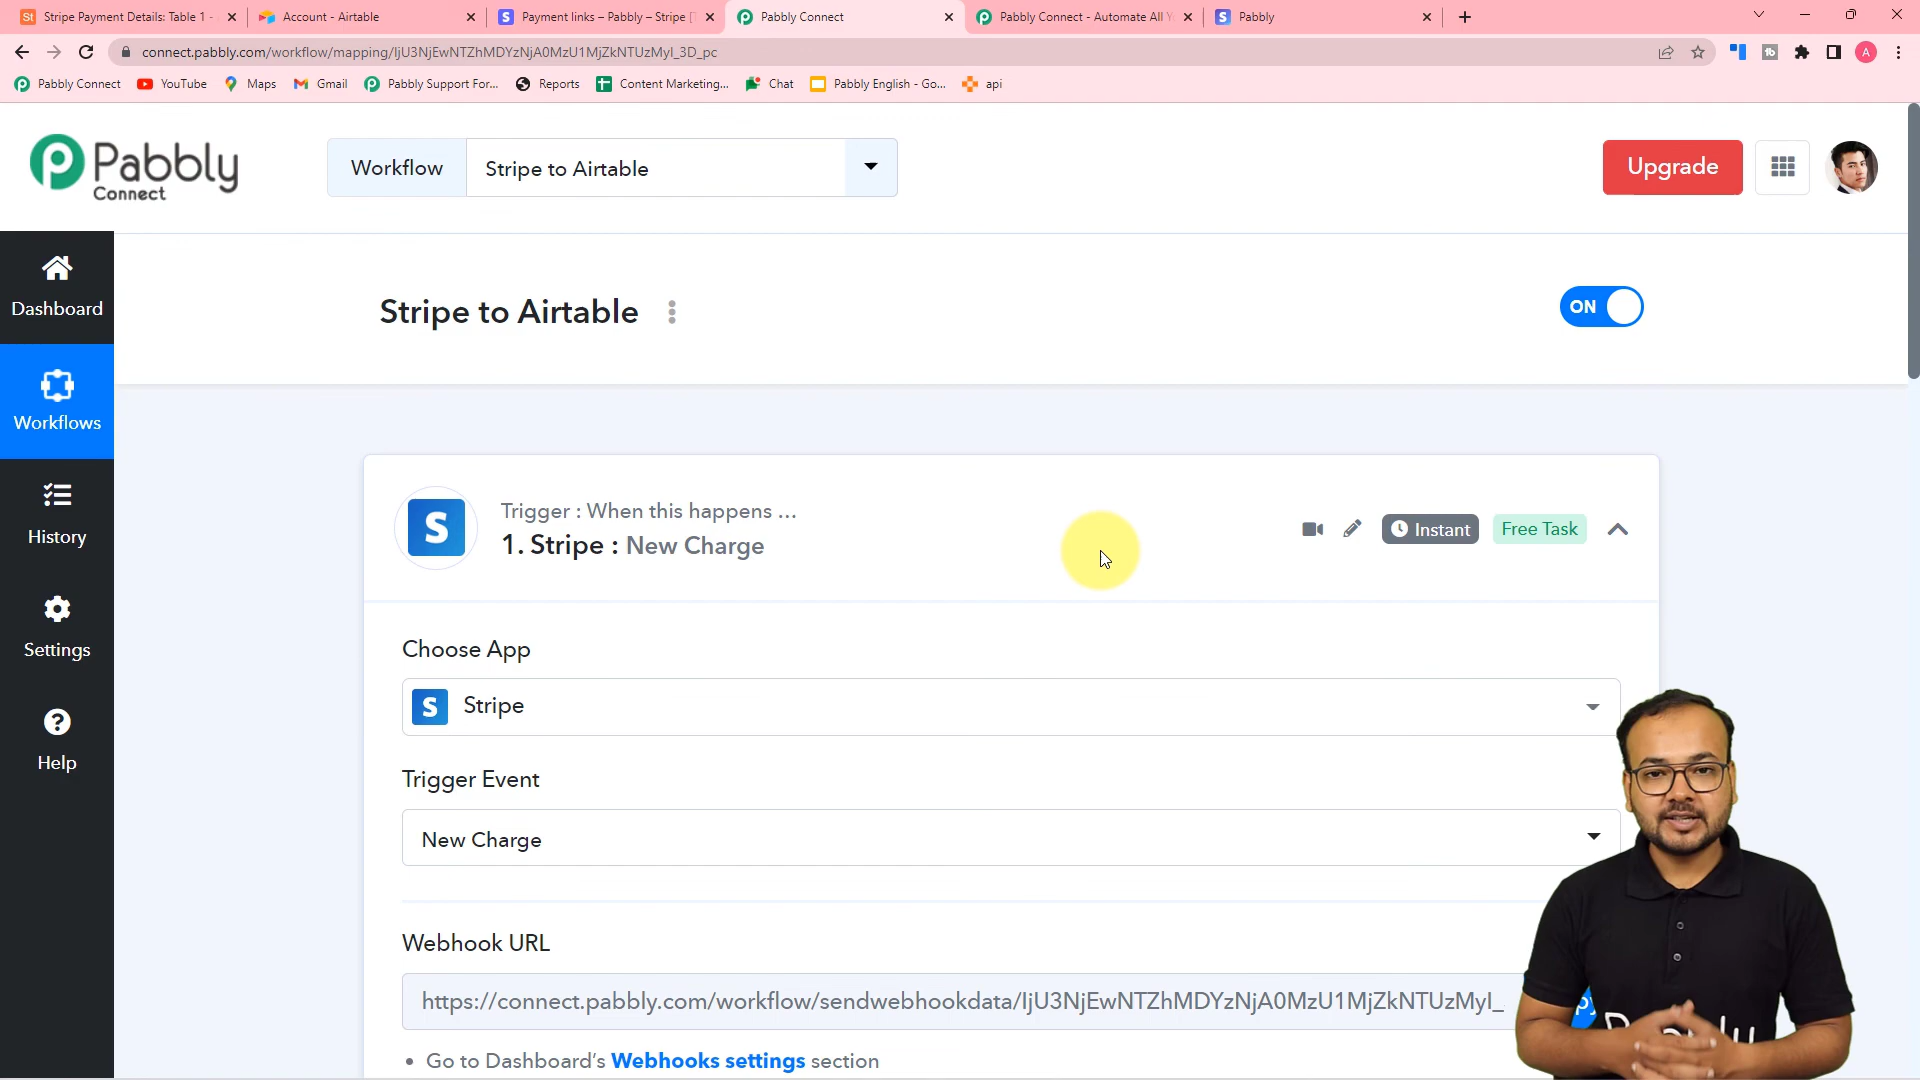 Stripe Payment Details: Table 1 -
Account - Airtable
Payment links – Pabbly – Stripe [
Pabbly Connect
Pabbly Connect - Automate All Y
Pabbly
connect.pabbly.com/workflow/mapping/IjU3NjEwNTZhMDYzNjA0MzU1MjZkNTUzMyI_3D_pc
A
Pabbly Connect
YouTube
Maps
Gmail
Pabbly Support For...
Reports
Content Marketing...
Chat
Pabbly English - Go...
api
Pabbly
Connect
Workflow
Stripe to Airtable
Upgrade
Dashboard
Workflows
History
Settings
Help
Stripe to Airtable
ON
Trigger : When this happens ...
1. Stripe : New Charge
Instant
Free Task
Choose App
S Stripe
Trigger Event
New Charge
Webhook URL
https://connect.pabbly.com/workflow/sendwebhookdata/IjU3NjEwNTZhMDYzNjA0MzU1MjZkNTUzMyI_
• Go to Dashboard's Webhooks settings section